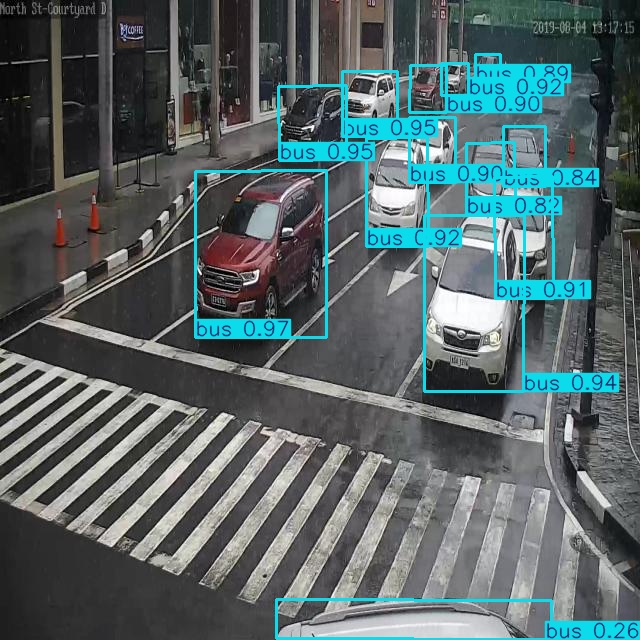 North St-Courtyard D
2019-08-04 13:17:15
COFFEE
bus 0.89
bus 0.92
bus 0.90
bus 0.95
bus 0.95
bus 0.90
bus 0.84
bus 0.82
bus 0.92
bus 0.91
bus 0.97
bus 0.94
bus 0.26